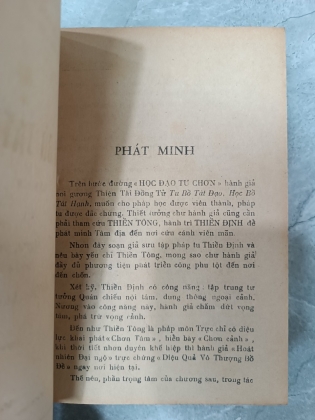 PHÁT MINH
Trên bước đường «HỌC ĐẠO TU CHƠN» hành giả
noi gương Thiện Tài Đồng Tử Tu Bồ Tát Đạo, Học Bồ
Tát Hạnh, muốn cho pháp học được viên thành, pháp
tu được đắc chứng. Thiết tưởng như hành giả cũng cần
phải tham cứu THIỀN TÔNG, hành trì THIỀN ĐỊNH để
phát minh Tâm địa đến nơi cứu cánh viên mãn.
Nhơn đây soạn giả sưu tập pháp tu Thiền Định và
nêu bày yếu chỉ Thiền Tông, mong sao chư hành giả
đầy đủ phương tiện phát triển công phu tột đến nơi
đến chốn.
Xét kỹ, Thiền Định có công năng tập trung tư
tưởng Quán chiếu nội tâm, dung thông ngoại cảnh,
Nương vào công năng này, hành giả chấm dứt vọng
tâm, phá trừ vọng cảnh.
Đến như Thiền Tông là pháp môn Trực chỉ có diệu
lực khai phát «Chơn Tâm», hiển bày «Chơn cảnh»,
khi thời tiết nhơn duyên khế hiệp thì hành giả «Hoát
nhiên Đại ngộ» trực chứng «Diệu Quả Vô Thượng Bồ
Đề» ngay nơi hiện tại.
Thế nên, phần trọng tâm của chương sau, trung tác